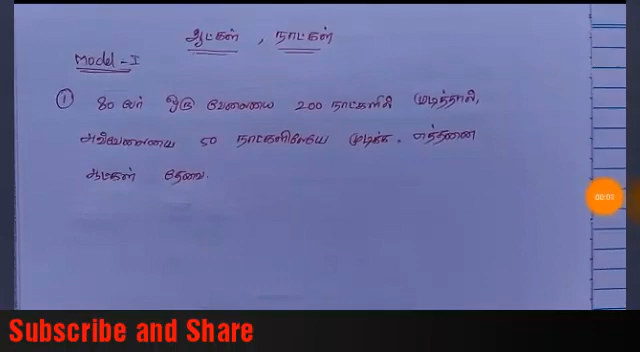 ஆட்கள் , நாட்கள்
Model - I
① 80 பேர் ஒரு வேலையை 200 நாட்களில் முடித்தால்,
அவ்வேலையை 50 நாட்களிலேயே முடிக்க . எத்தனை
ஆட்கள் தேவை.
00:01
Subscribe and Share